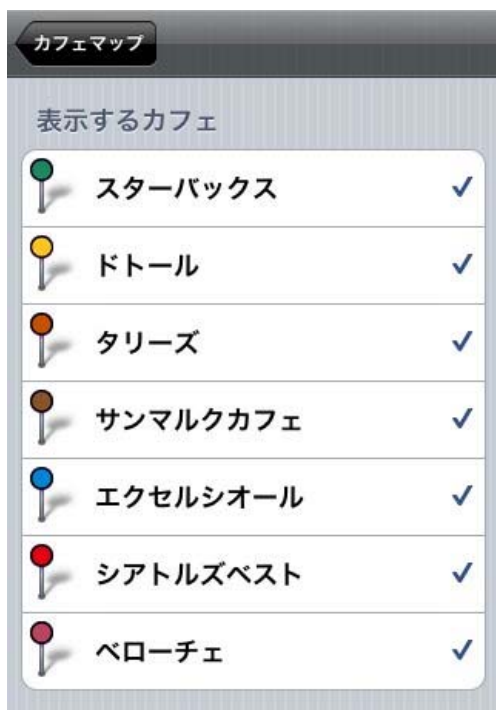 カフェマップ
表示するカフェ
スターバックス
ドトール
タリーズ
サンマルクカフェ
エクセルシオール
シアトルズベスト
ベローチェ